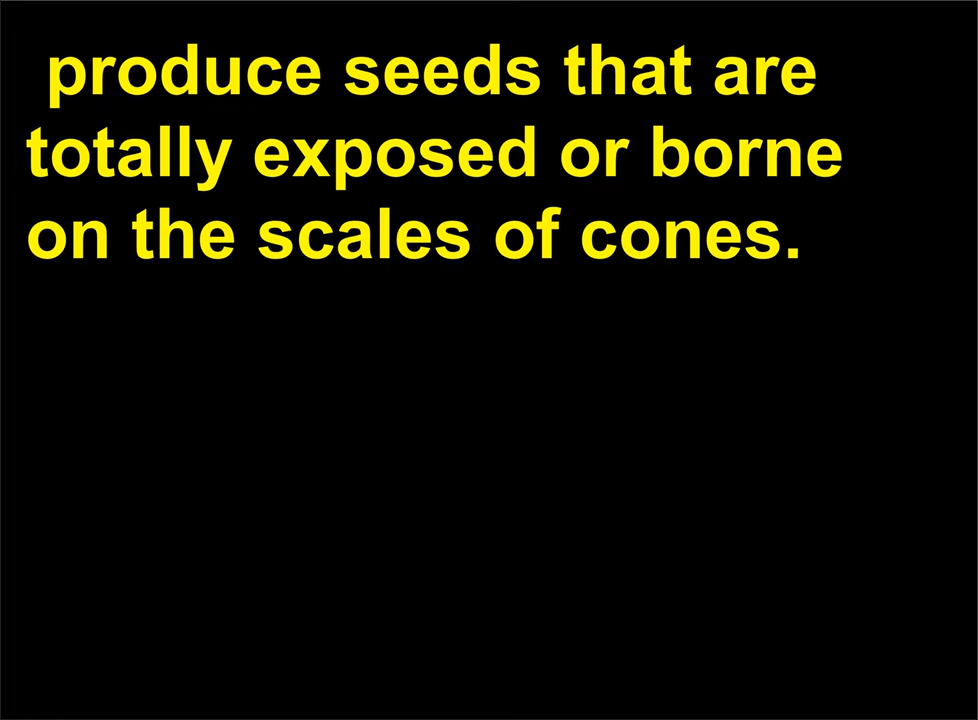 produce seeds that are
totally exposed or borne
on the scales of cones.